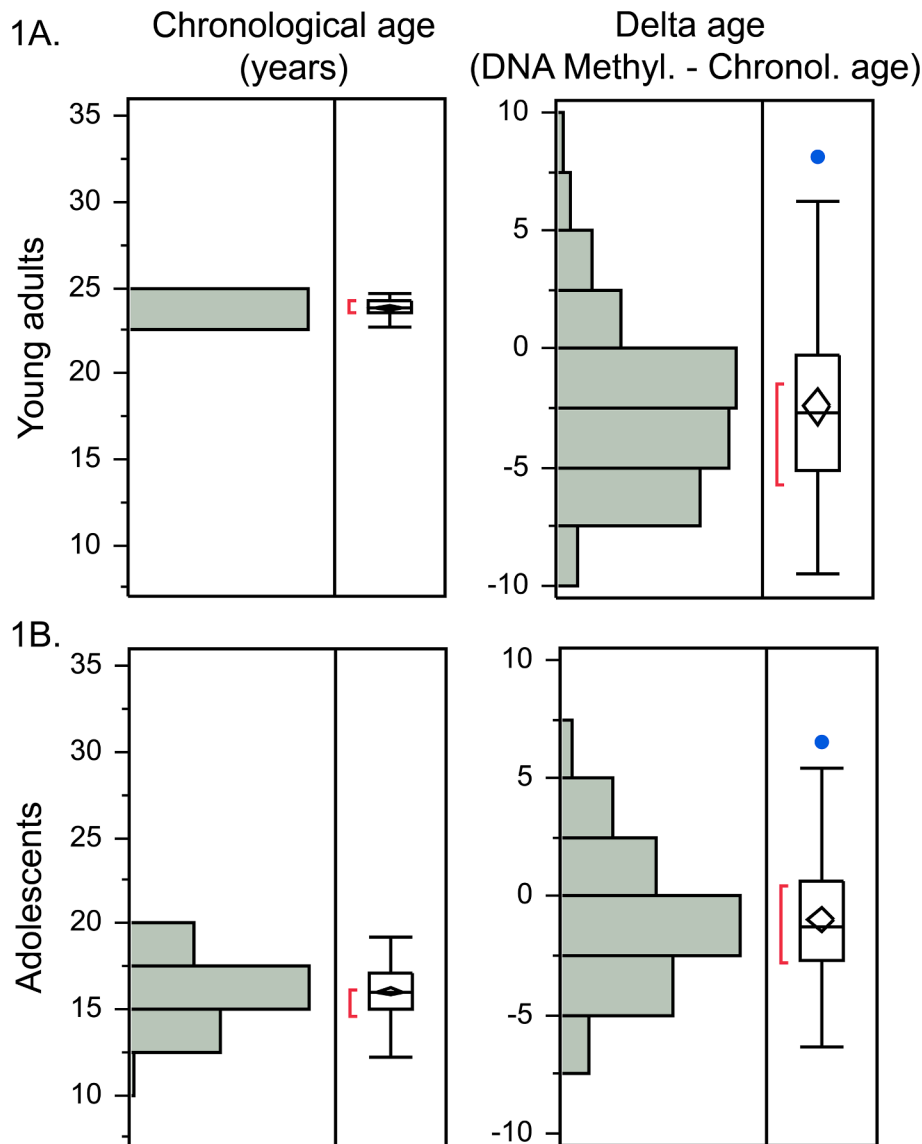 1A.
Chronological age
(years)
Delta age
(DNA Methyl. - Chronol. age)
Young adults
35
30
25
20
15
10
10
5
0
-5
-10
1B.
Adolescents
35
30
25
20
15
10
10
5
0
-5
-10